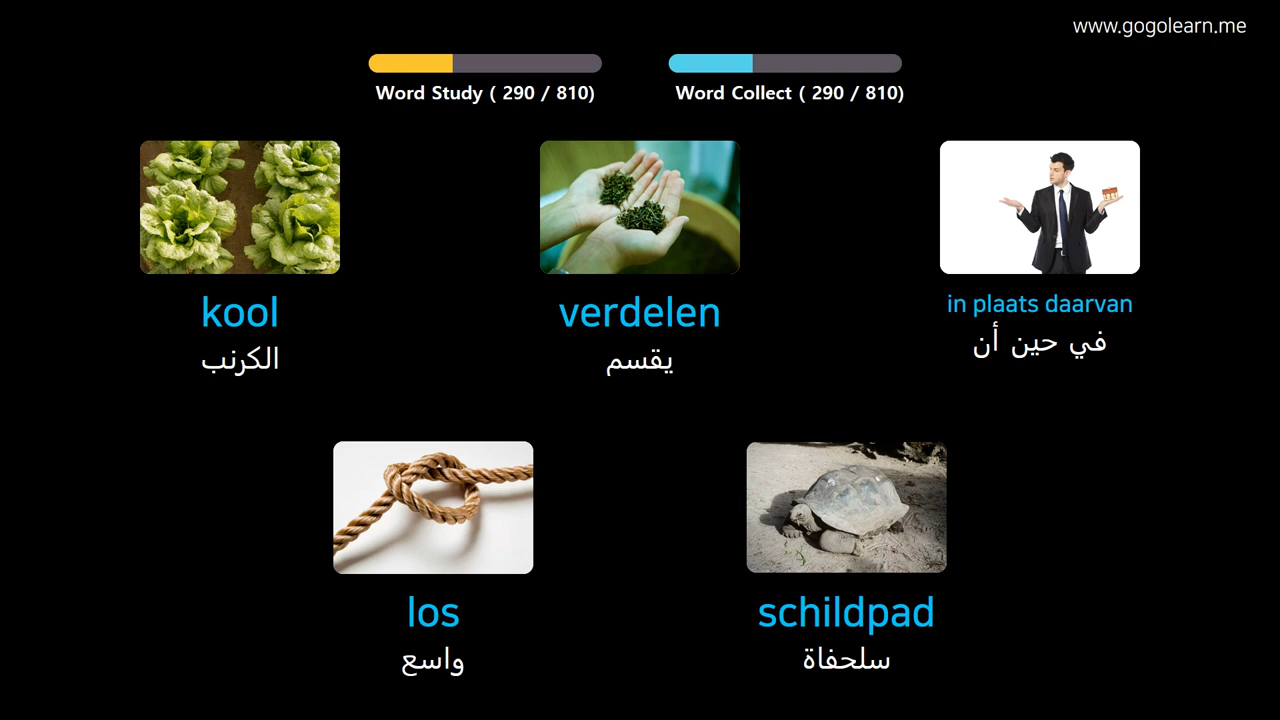 www.gogolearn.me
Word Study ( 290 / 810)
Word Collect ( 290 / 810)
kool
الكرنب
verdelen
يقسم
in plaats daarvan
في حين أن
los
واسع
schildpad
سلحفاة